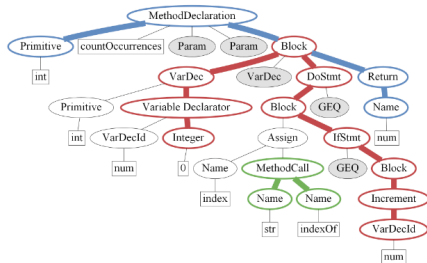 MethodDeclaration
Primitive countOccurrences Param Param Block
int VarDec VarDec DoStmt Return
Primitive Variable Declarator Block GEQ Name
int VarDecId Integer Assign IfStmt num
num 0 Name MethodCall GEQ Block
index Name Name Increment
str indexOf VarDecId
num